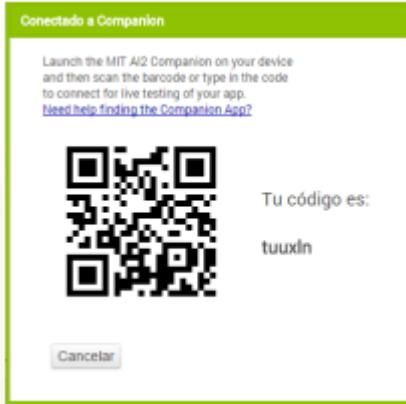 Conectado a Companion
Launch the MIT AI2 Companion on your device
and then scan the barcode or type in the code
to connect for live testing of your app.
Need help finding the Companion App?
Tu código es:
tuuxln
Cancelar